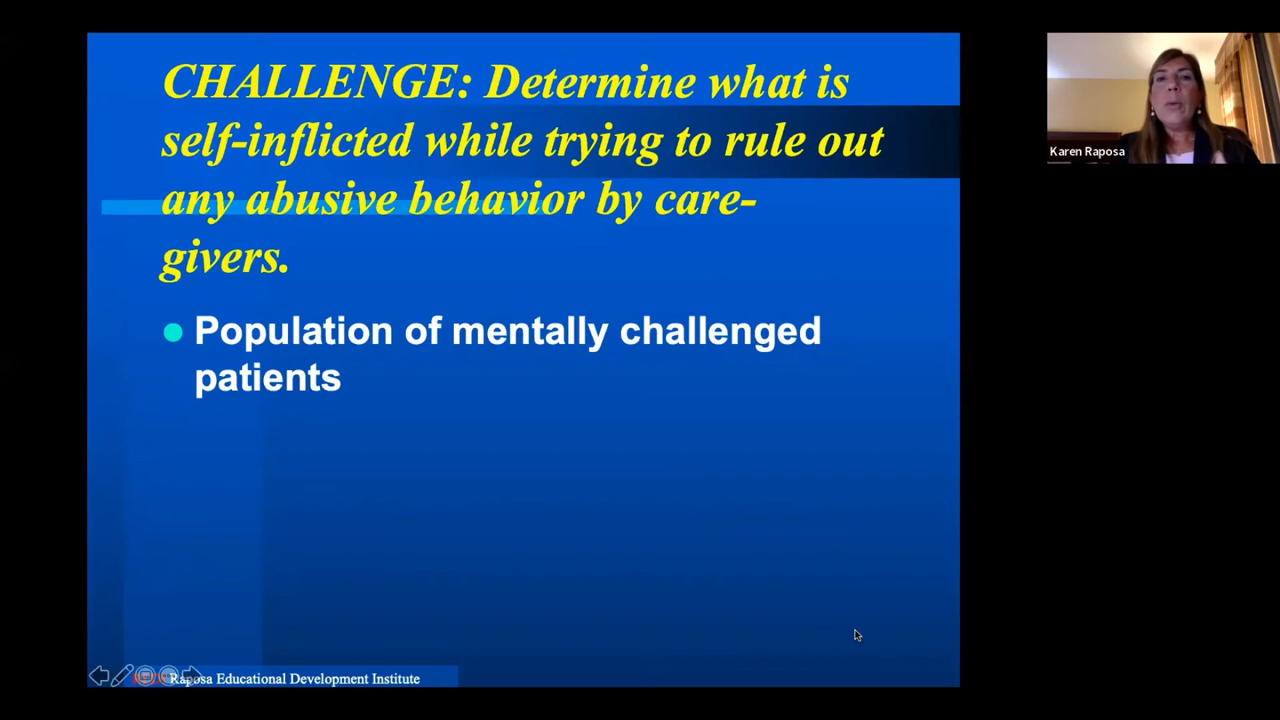 CHALLENGE: Determine what is
self-inflicted while trying to rule out
any abusive behavior by care-
givers.
Population of mentally challenged
patients
Karen Raposa
Raposa Educational Development Institute